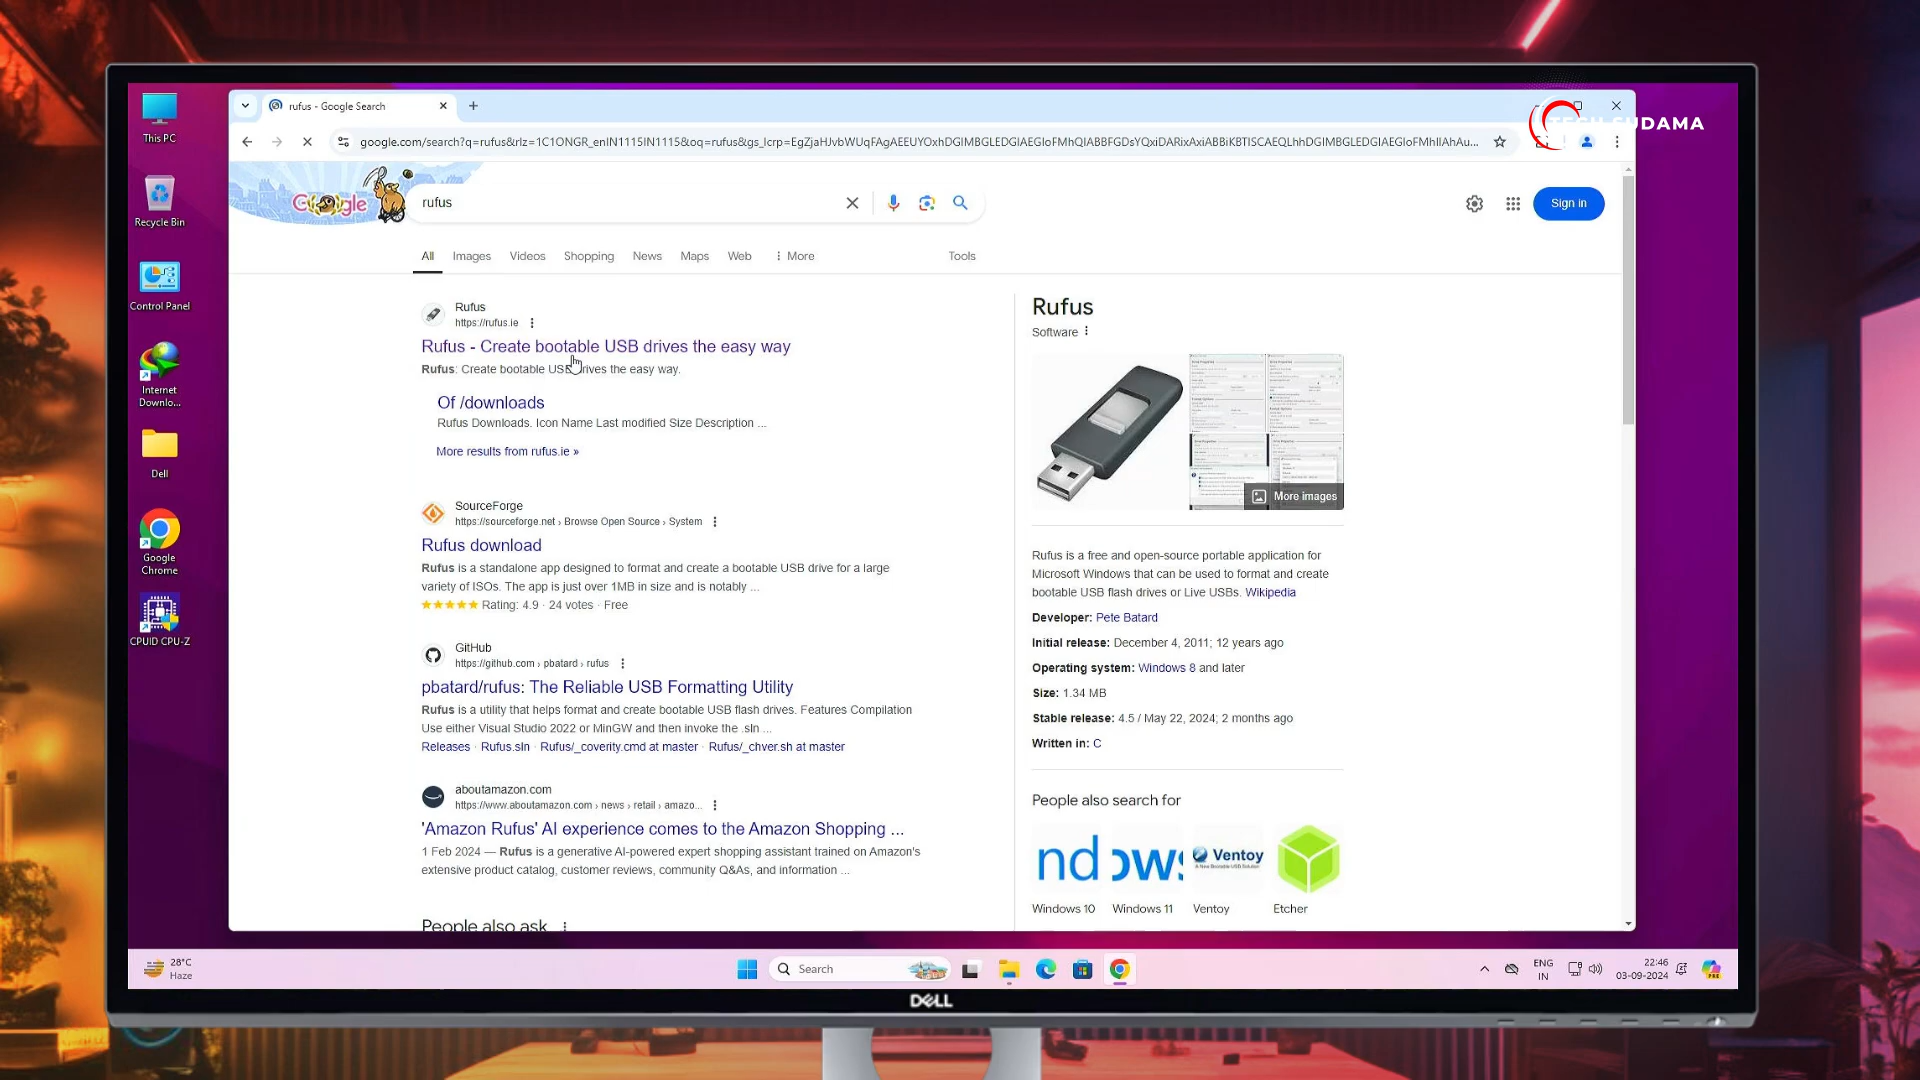 This PC
Recycle Bin
Control Panel
Internet
Downlo...
Dell
Google
Chrome
CPUID CPU-Z
rufus - Google Search
TECH SUDAMA
google.com/search?q=rufus&rlz=1C1ONGR_enIN1115IN1115&oq=rufus&gs_lcrp=
Google
rufus
Sign in
All
Images
Videos
Shopping
News
Maps
Web
More
Tools
Rufus
https://rufus.ie
Rufus - Create bootable USB drives the easy way
Rufus: Create bootable USB drives the easy way.
Of /downloads
Rufus Downloads. Icon Name Last modified Size Description ...
More results from rufus.ie »
SourceForge
https://sourceforge.net › Browse Open Source › System
Rufus download
Rufus is a standalone app designed to format and create a bootable USB drive for a large
variety of ISOs. The app is just over 1MB in size and is notably ...
Rating: 4.9 · 24 votes · Free
GitHub
https://github.com › pbatard › rufus
pbatard/rufus: The Reliable USB Formatting Utility
Rufus is a utility that helps format and create bootable USB flash drives. Features Compilation
Use either Visual Studio 2022 or MinGW and then invoke the .sln ...
Releases · Rufus.sln · Rufus/_coverity.cmd at master · Rufus/_chver.sh at master
aboutamazon.com
https://www.aboutamazon.com › news › retail › amazo...
'Amazon Rufus' AI experience comes to the Amazon Shopping ...
1 Feb 2024 — Rufus is a generative AI-powered expert shopping assistant trained on Amazon's
extensive product catalog, customer reviews, community Q&As, and information ...
People also ask
Rufus
Software
More images
Rufus is a free and open-source portable application for
Microsoft Windows that can be used to format and create
bootable USB flash drives or Live USBs. Wikipedia
Developer: Pete Batard
Initial release: December 4, 2011; 12 years ago
Operating system: Windows 8 and later
Size: 1.34 MB
Stable release: 4.5 / May 22, 2024; 2 months ago
Written in: C
People also search for
Ventoy
Windows 10
Windows 11
Ventoy
Etcher
28°C
Haze
Search
ENG
IN
22:46
03-09-2024
DELL